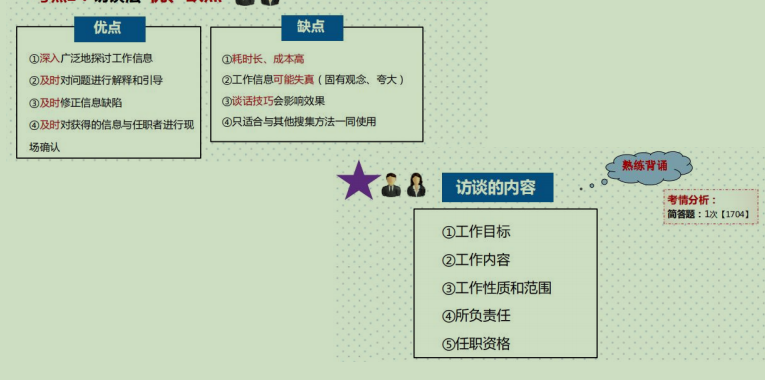 访谈法
优点
①深入广泛地探讨工作信息
②及时对问题进行解释和引导
③及时修正信息缺陷
④及时对获得的信息与任职者进行现
场确认
缺点
①耗时长、成本高
②工作信息可能失真（固有观念、夸大）
③谈话技巧会影响效果
④只适合与其他搜集方法一同使用
访谈的内容
①工作目标
②工作内容
③工作性质和范围
④所负责任
⑤任职资格
熟练背诵
考情分析：
简答题：1次【1704】